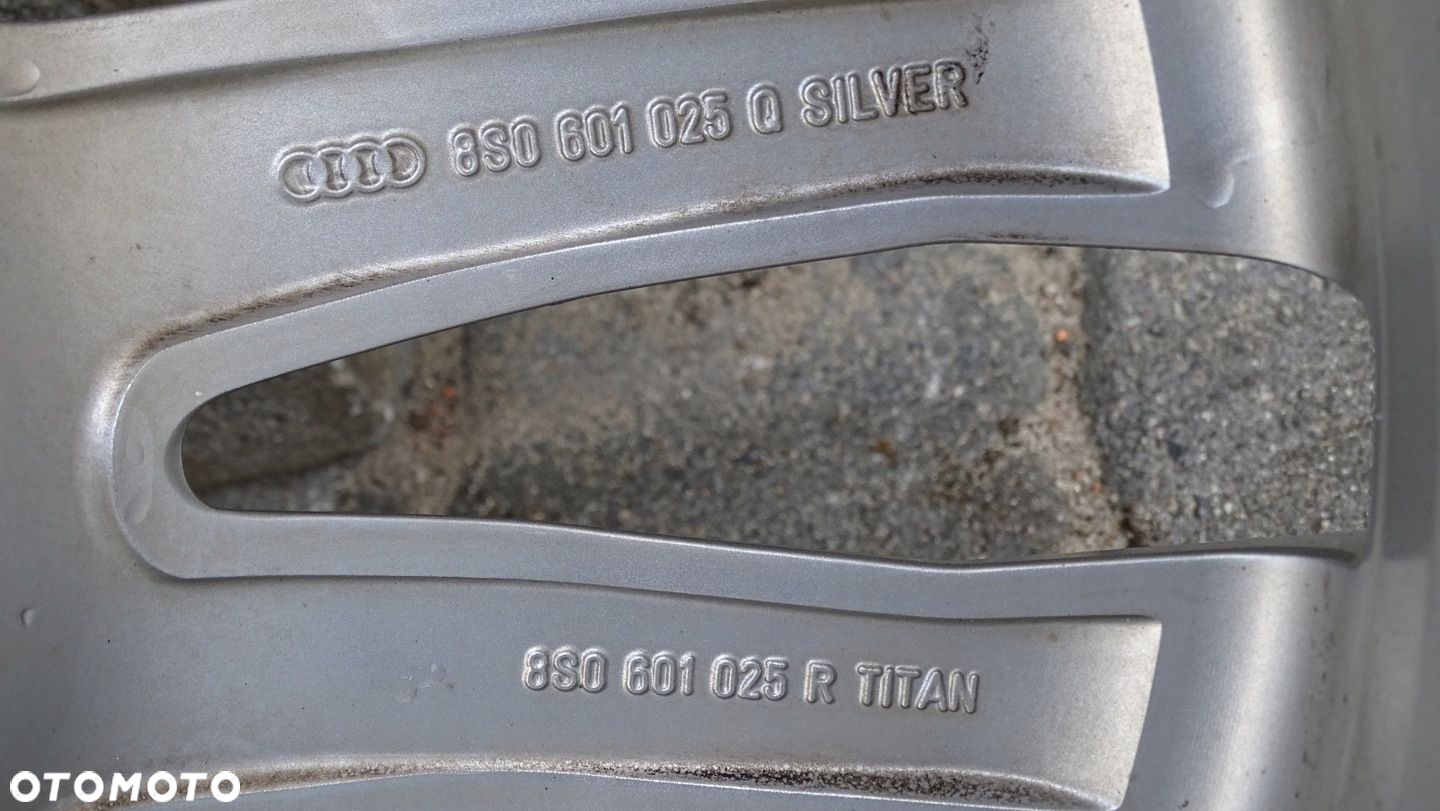 8S0 601 025 Q SILVER
8S0 601 025 R TITAN
OTOMOTO